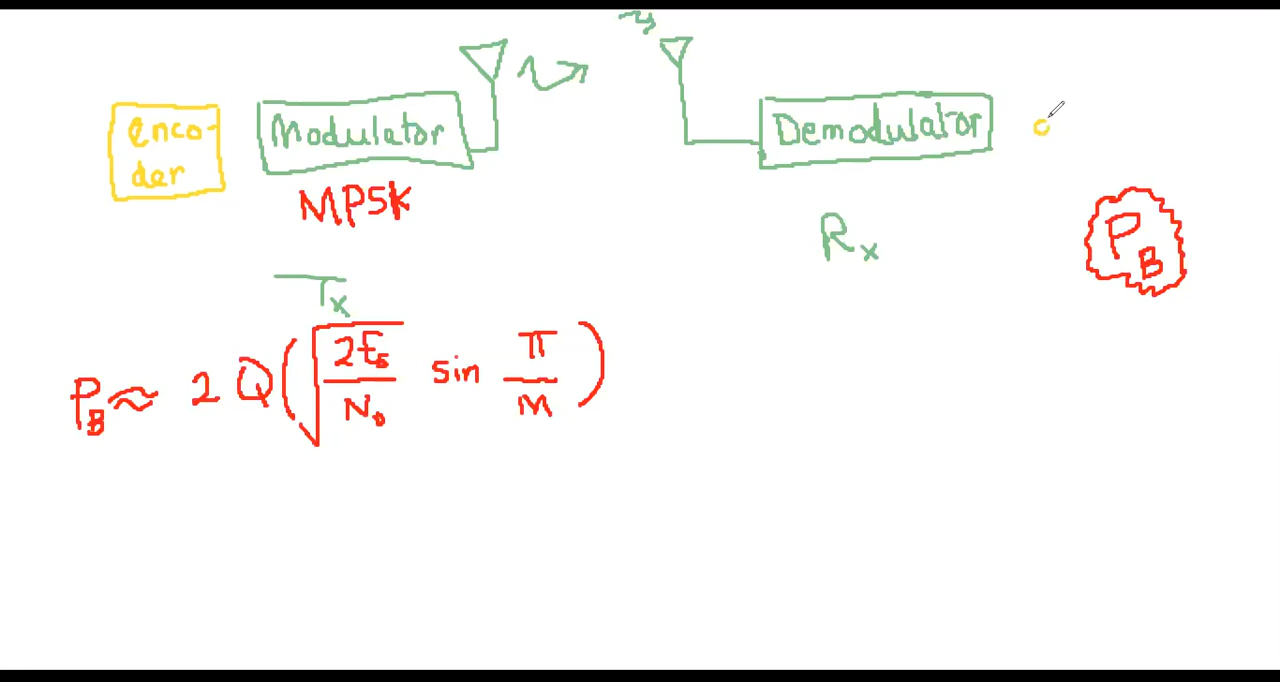 enco-
der
Modulator
Demodulator
MPSK
Rx
PB
Tx
PB ≈ 2 Q(√(2Es/N0) sin π/M)